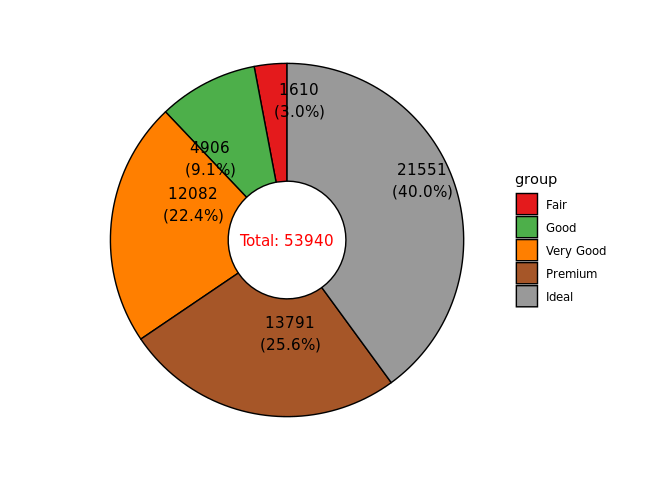 1610
(3.0%)
4906
(9.1%)
21551
(40.0%)
12082
(22.4%)
Total: 53940
13791
(25.6%)
group
Fair
Good
Very Good
Premium
Ideal